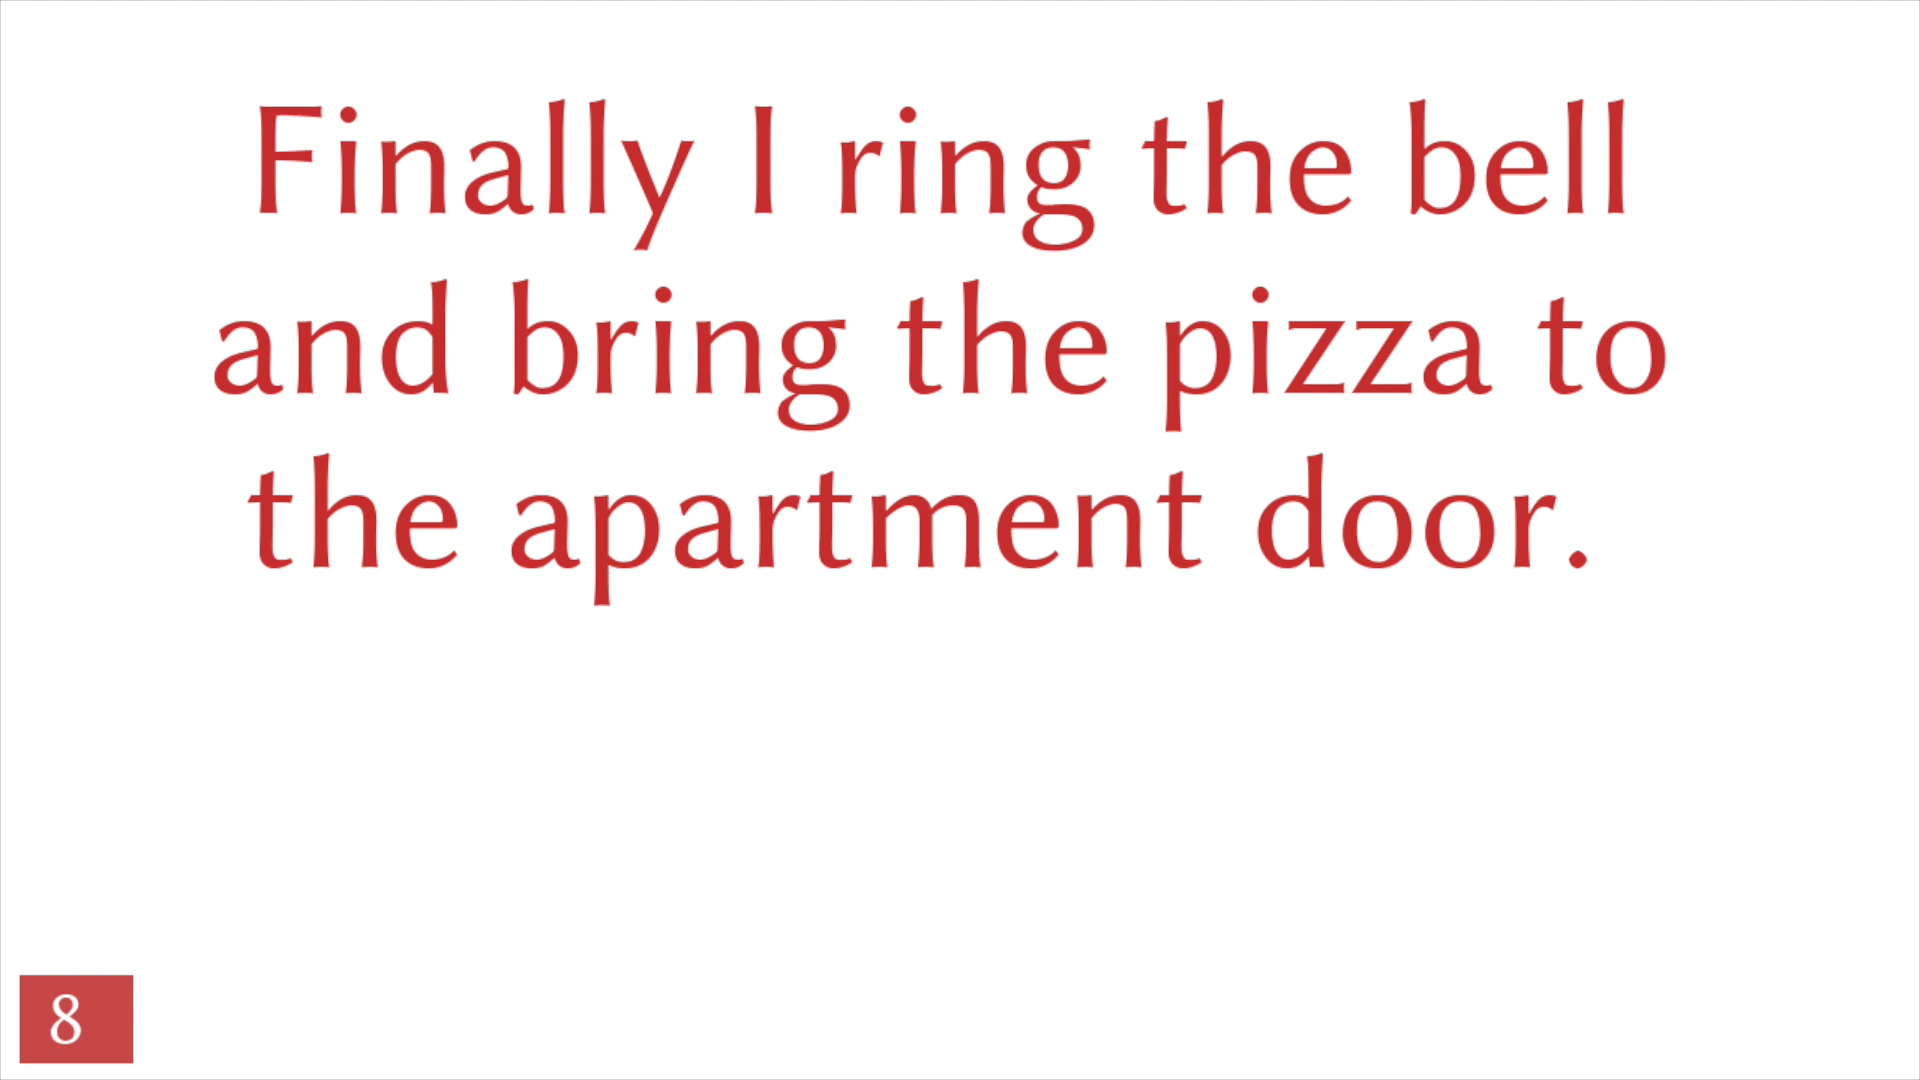 Finally I ring the bell
and bring the pizza to
the apartment door.
8